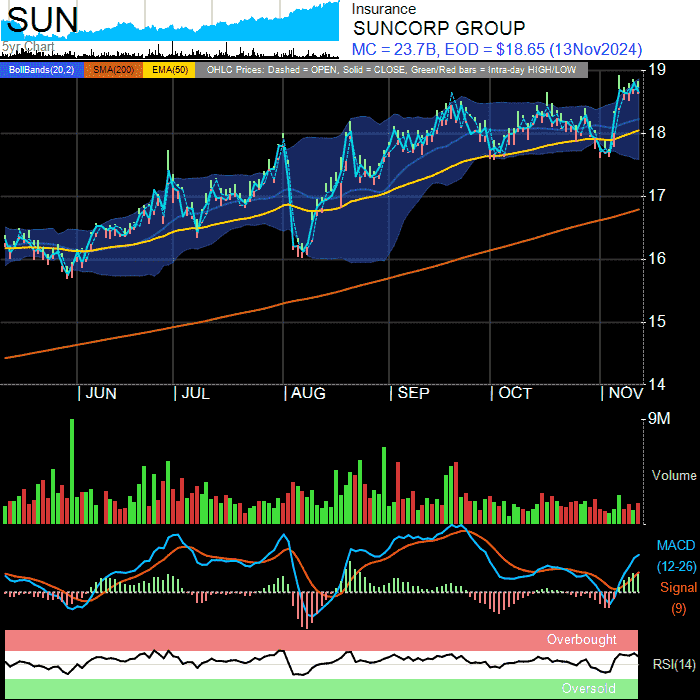 SUN
5yr Chart
Insurance
SUNCORP GROUP
MC = 23.7B, EOD = $18.65 (13Nov2024)
BollBands(20,2) SMA(200) EMA(50) OHLC Prices: Dashed = OPEN, Solid = CLOSE, Green/Red bars = Intra-day HIGH/LOW
19
18
17
16
15
14
| JUN | JUL | AUG | SEP | OCT | NOV
9M
Volume
MACD
(12-26)
Signal
(9)
Overbought
RSI(14)
Oversold